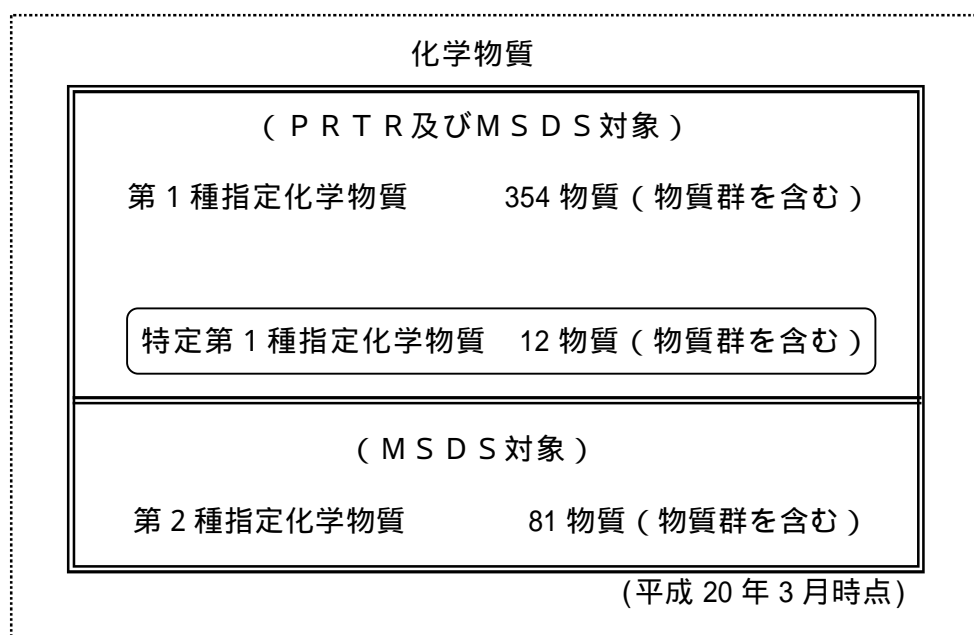 化学物質
（ＰＲＴＲ及びＭＳＤＳ対象）
第１種指定化学物質　354 物質（物質群を含む）
特定第１種指定化学物質　12 物質（物質群を含む）
（ＭＳＤＳ対象）
第２種指定化学物質　81 物質（物質群を含む）
(平成 20 年 3 月時点)